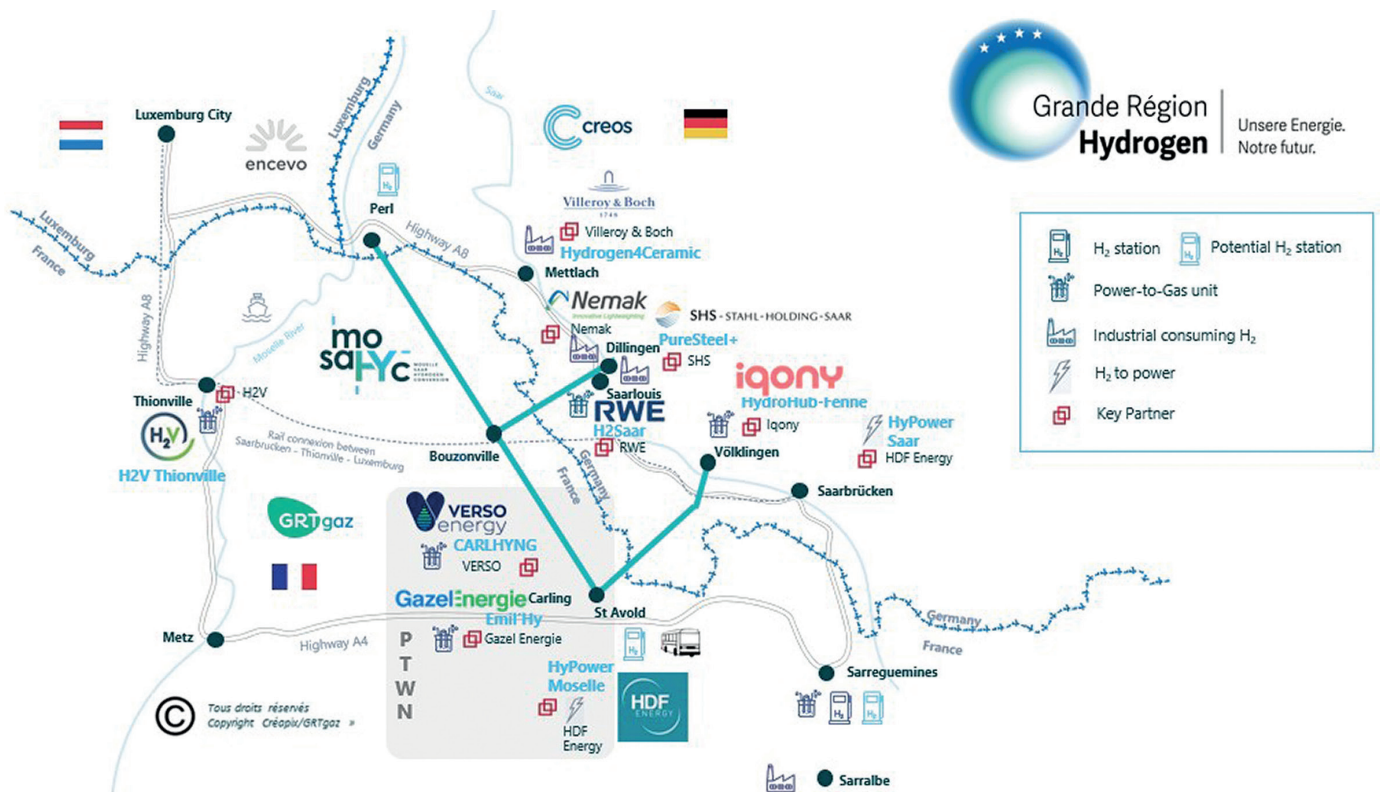 Luxemburg City
encevo
Luxemburg
Germany
Saar
creos
Grande Région
Hydrogen
Unsere Energie.
Notre futur.
Villeroy & Boch
1748
Villeroy & Boch
Hydrogen4Ceramic
Perl
Highway A8
Mettlach
Luxemburg
France
Highway A8
Moselle River
mosaHYc
MOSELLE
SAAR
HYDROGEN
CONVERSION
Nemak
Innovative Lightweighting
Nemak
SHS - STAHL-HOLDING-SAAR
PureSteel+
SHS
Dillingen
Saarlouis
RWE
H2Saar
RWE
iqony
HydroHub-Fenne
Iqony
Völklingen
HyPower
Saar
HDF Energy
Saarbrücken
H₂ station
Potential H₂ station
Power-to-Gas unit
Industrial consuming H₂
H₂ to power
Key Partner
Thionville
H2V
H₂V
H2V Thionville
Rail connexion between
Saarbrucken - Thionville - Luxemburg
Bouzonville
Germany
France
GRTgaz
VERSO
energy
CARLHYNG
VERSO
GazelEnergie
Carling
Emil'Hy
Gazel Energie
St Avold
PTWN
HyPower
Moselle
HDF
Energy
HDF
ENERGY
Metz
Highway A4
Germany
France
Sarreguemines
Sarralbe
© Tous droits réservés
Copyright Créapix/GRTgaz »